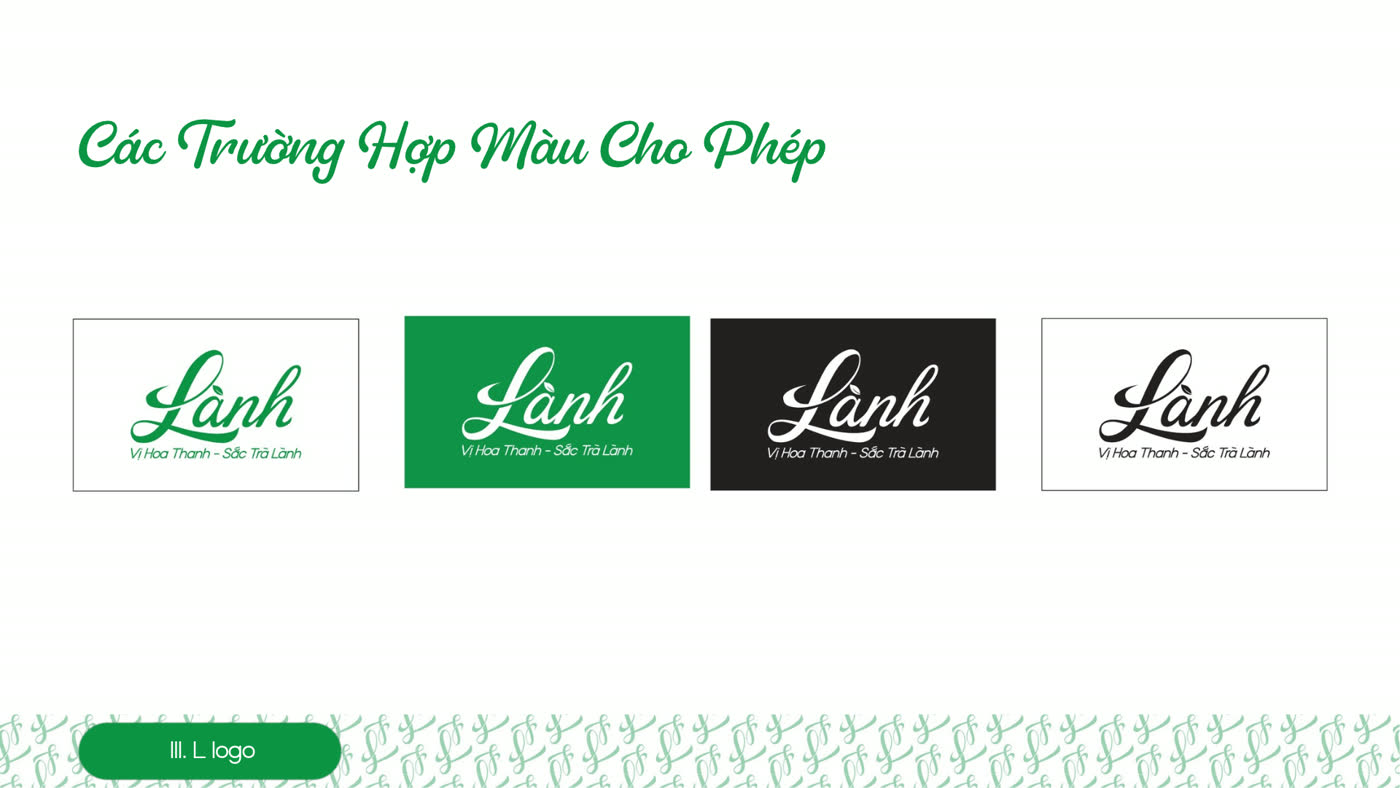 Các Trường Hợp Màu Cho Phép
Lành
Vị Hoa Thanh - Sắc Trà Lành
Lành
Vị Hoa Thanh - Sắc Trà Lành
Lành
Vị Hoa Thanh - Sắc Trà Lành
Lành
Vị Hoa Thanh - Sắc Trà Lành
III. L logo